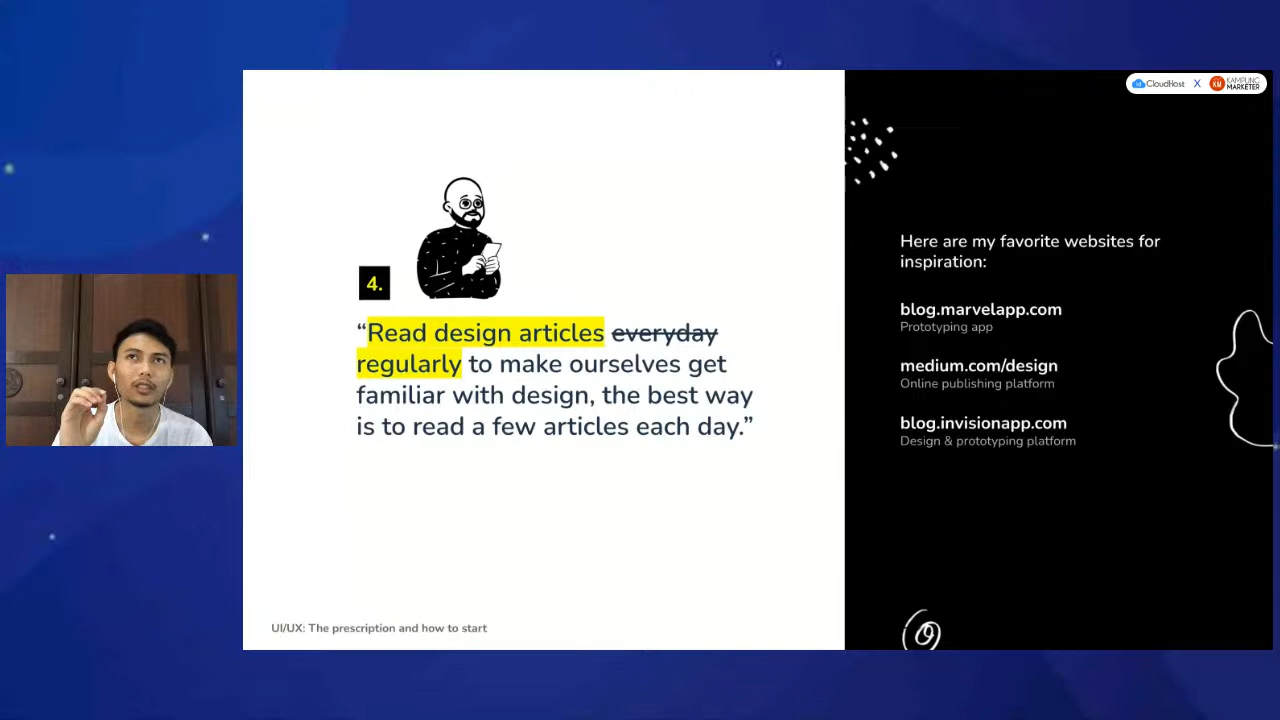 CloudHost X KM KAMPUNG MARKETER
4.
“Read design articles everyday
regularly to make ourselves get
familiar with design, the best way
is to read a few articles each day.”
UI/UX: The prescription and how to start
Here are my favorite websites for
inspiration:
blog.marvelapp.com
Prototyping app
medium.com/design
Online publishing platform
blog.invisionapp.com
Design & prototyping platform